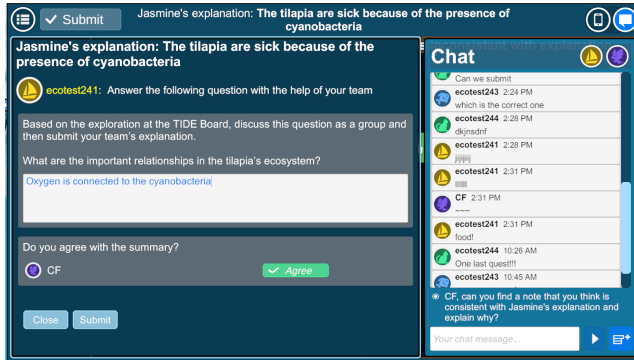 Submit
Jasmine's explanation: The tilapia are sick because of the presence of
cyanobacteria
Jasmine's explanation: The tilapia are sick because of the
presence of cyanobacteria
ecotest241: Answer the following question with the help of your team
Based on the exploration at the TIDE Board, discuss this question as a group and
then submit your team's explanation.
What are the important relationships in the tilapia's ecosystem?
Oxygen is connected to the cyanobacteria
Do you agree with the summary?
CF
Agree
Close
Submit
Chat
Can we submit
ecotest243 2:24 PM
which is the correct one
ecotest244 2:28 PM
dkjnsdnf
ecotest241 2:28 PM
ecotest241 2:31 PM
CF 2:31 PM
~~~
ecotest241 2:31 PM
food!
ecotest244 10:26 AM
One last quest!!!
ecotest243 10:45 AM
CF, can you find a note that you think is
consistent with Jasmine's explanation and
explain why?
Your chat message...